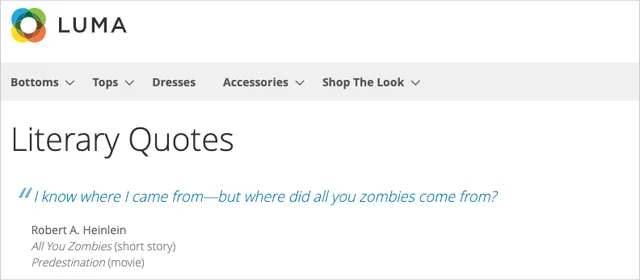 LUMA
Bottoms Tops Dresses Accessories Shop The Look
Literary Quotes
“I know where I came from—but where did all you zombies come from?
Robert A. Heinlein
All You Zombies (short story)
Predestination (movie)